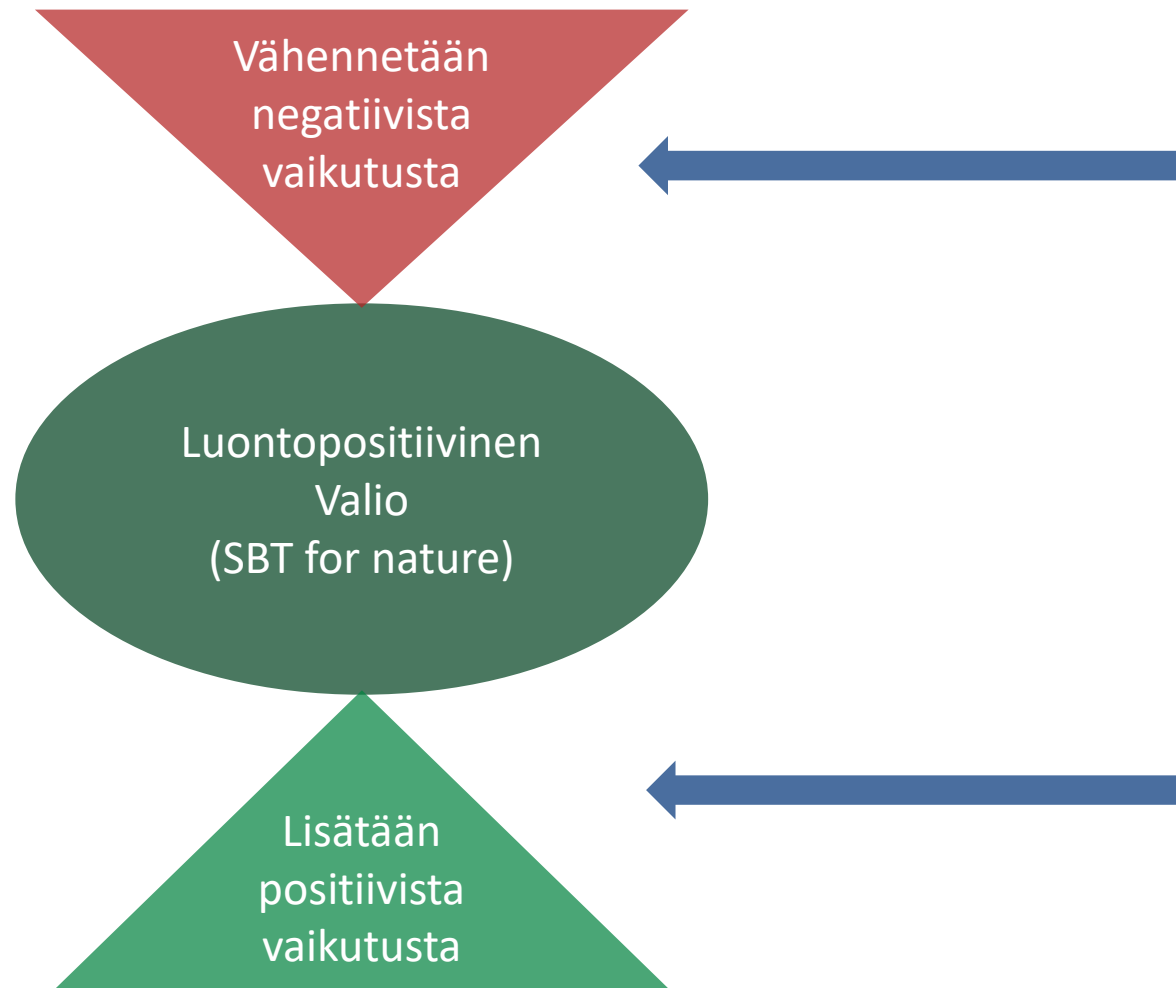 Vähennetään
negatiivista
vaikutusta
Luontopositiivinen
Valio
(SBT for nature)
Lisätään
positiivista
vaikutusta